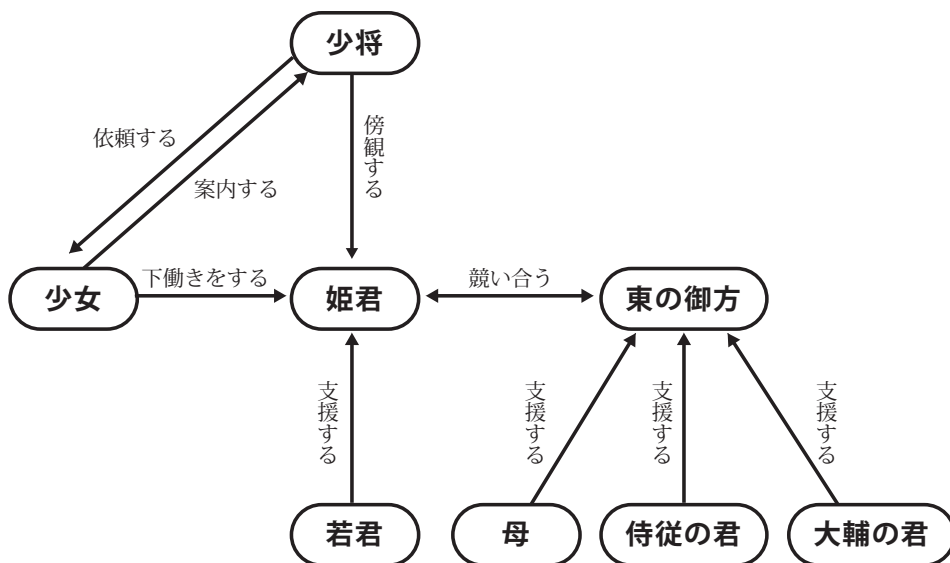 少将
依頼する
案内する
傍観する
少女
下働きをする
姫君
競い合う
東の御方
支援する
支援する
支援する
支援する
若君
母
侍従の君
大輔の君